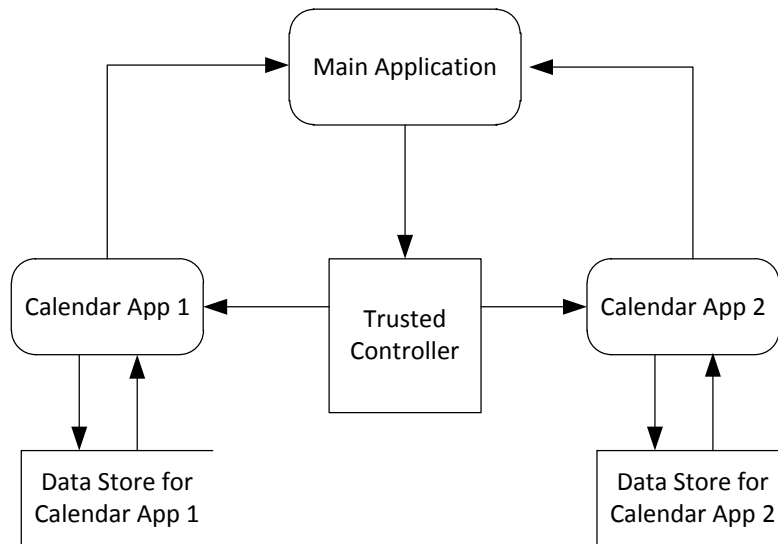 Main Application
Calendar App 1
Trusted
Controller
Calendar App 2
Data Store for
Calendar App 1
Data Store for
Calendar App 2